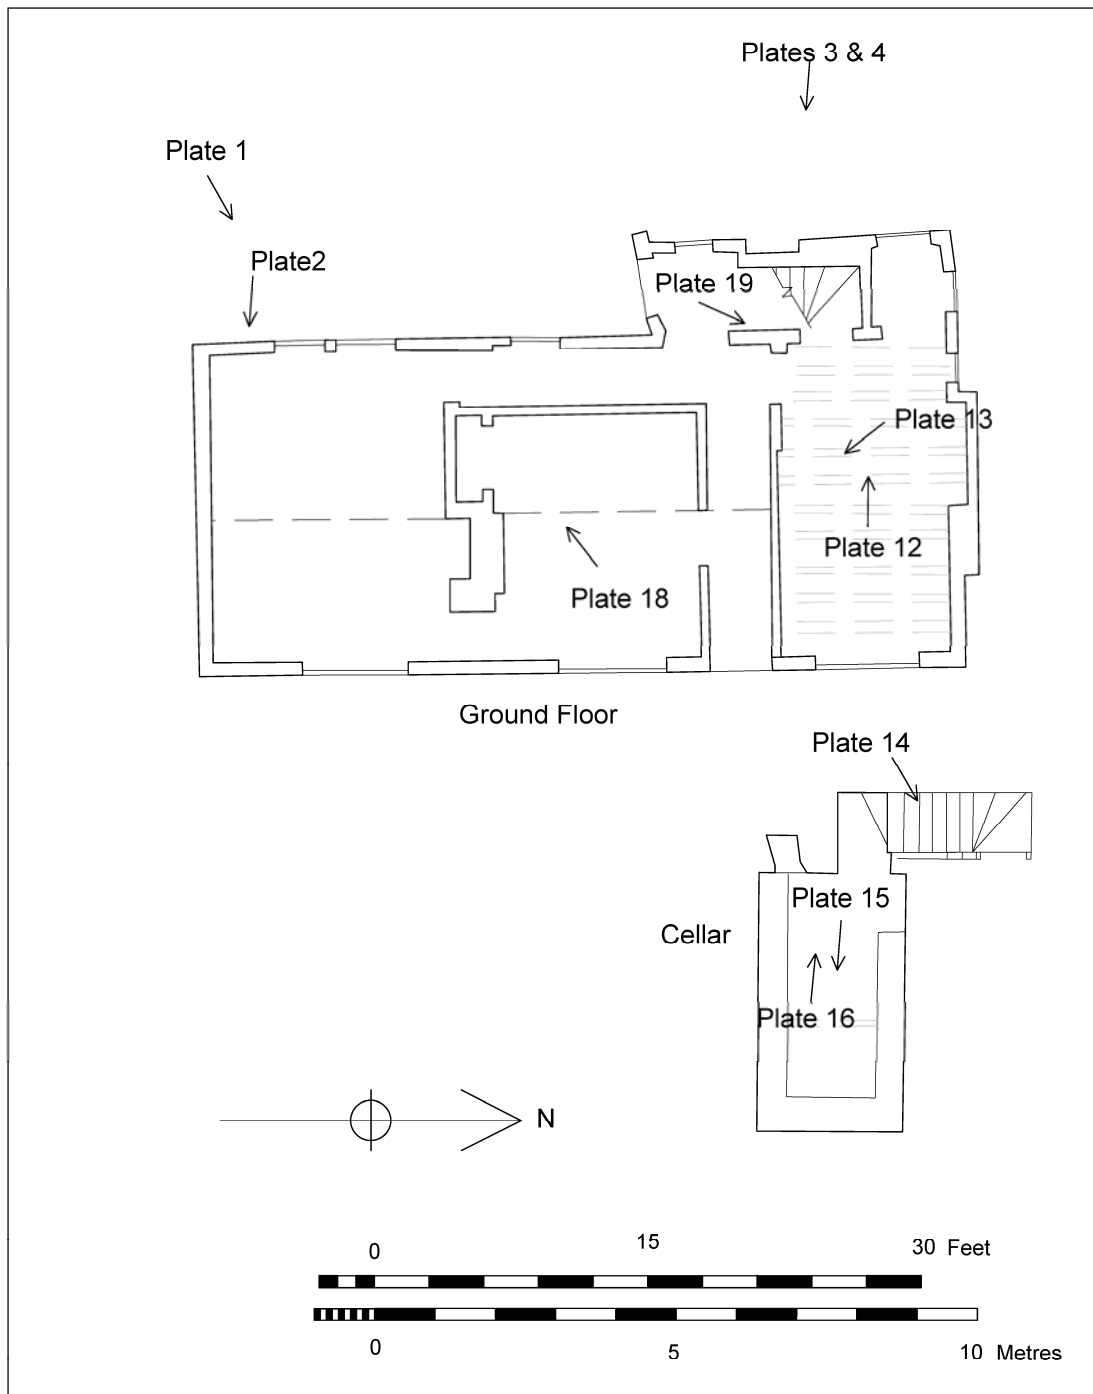 Plates 3 & 4
Plate 1
Plate2
Plate 19
Plate 13
Plate 12
Plate 18
Ground Floor
Plate 14
Plate 15
Cellar
Plate 16
N
0 15 30 Feet
0 5 10 Metres